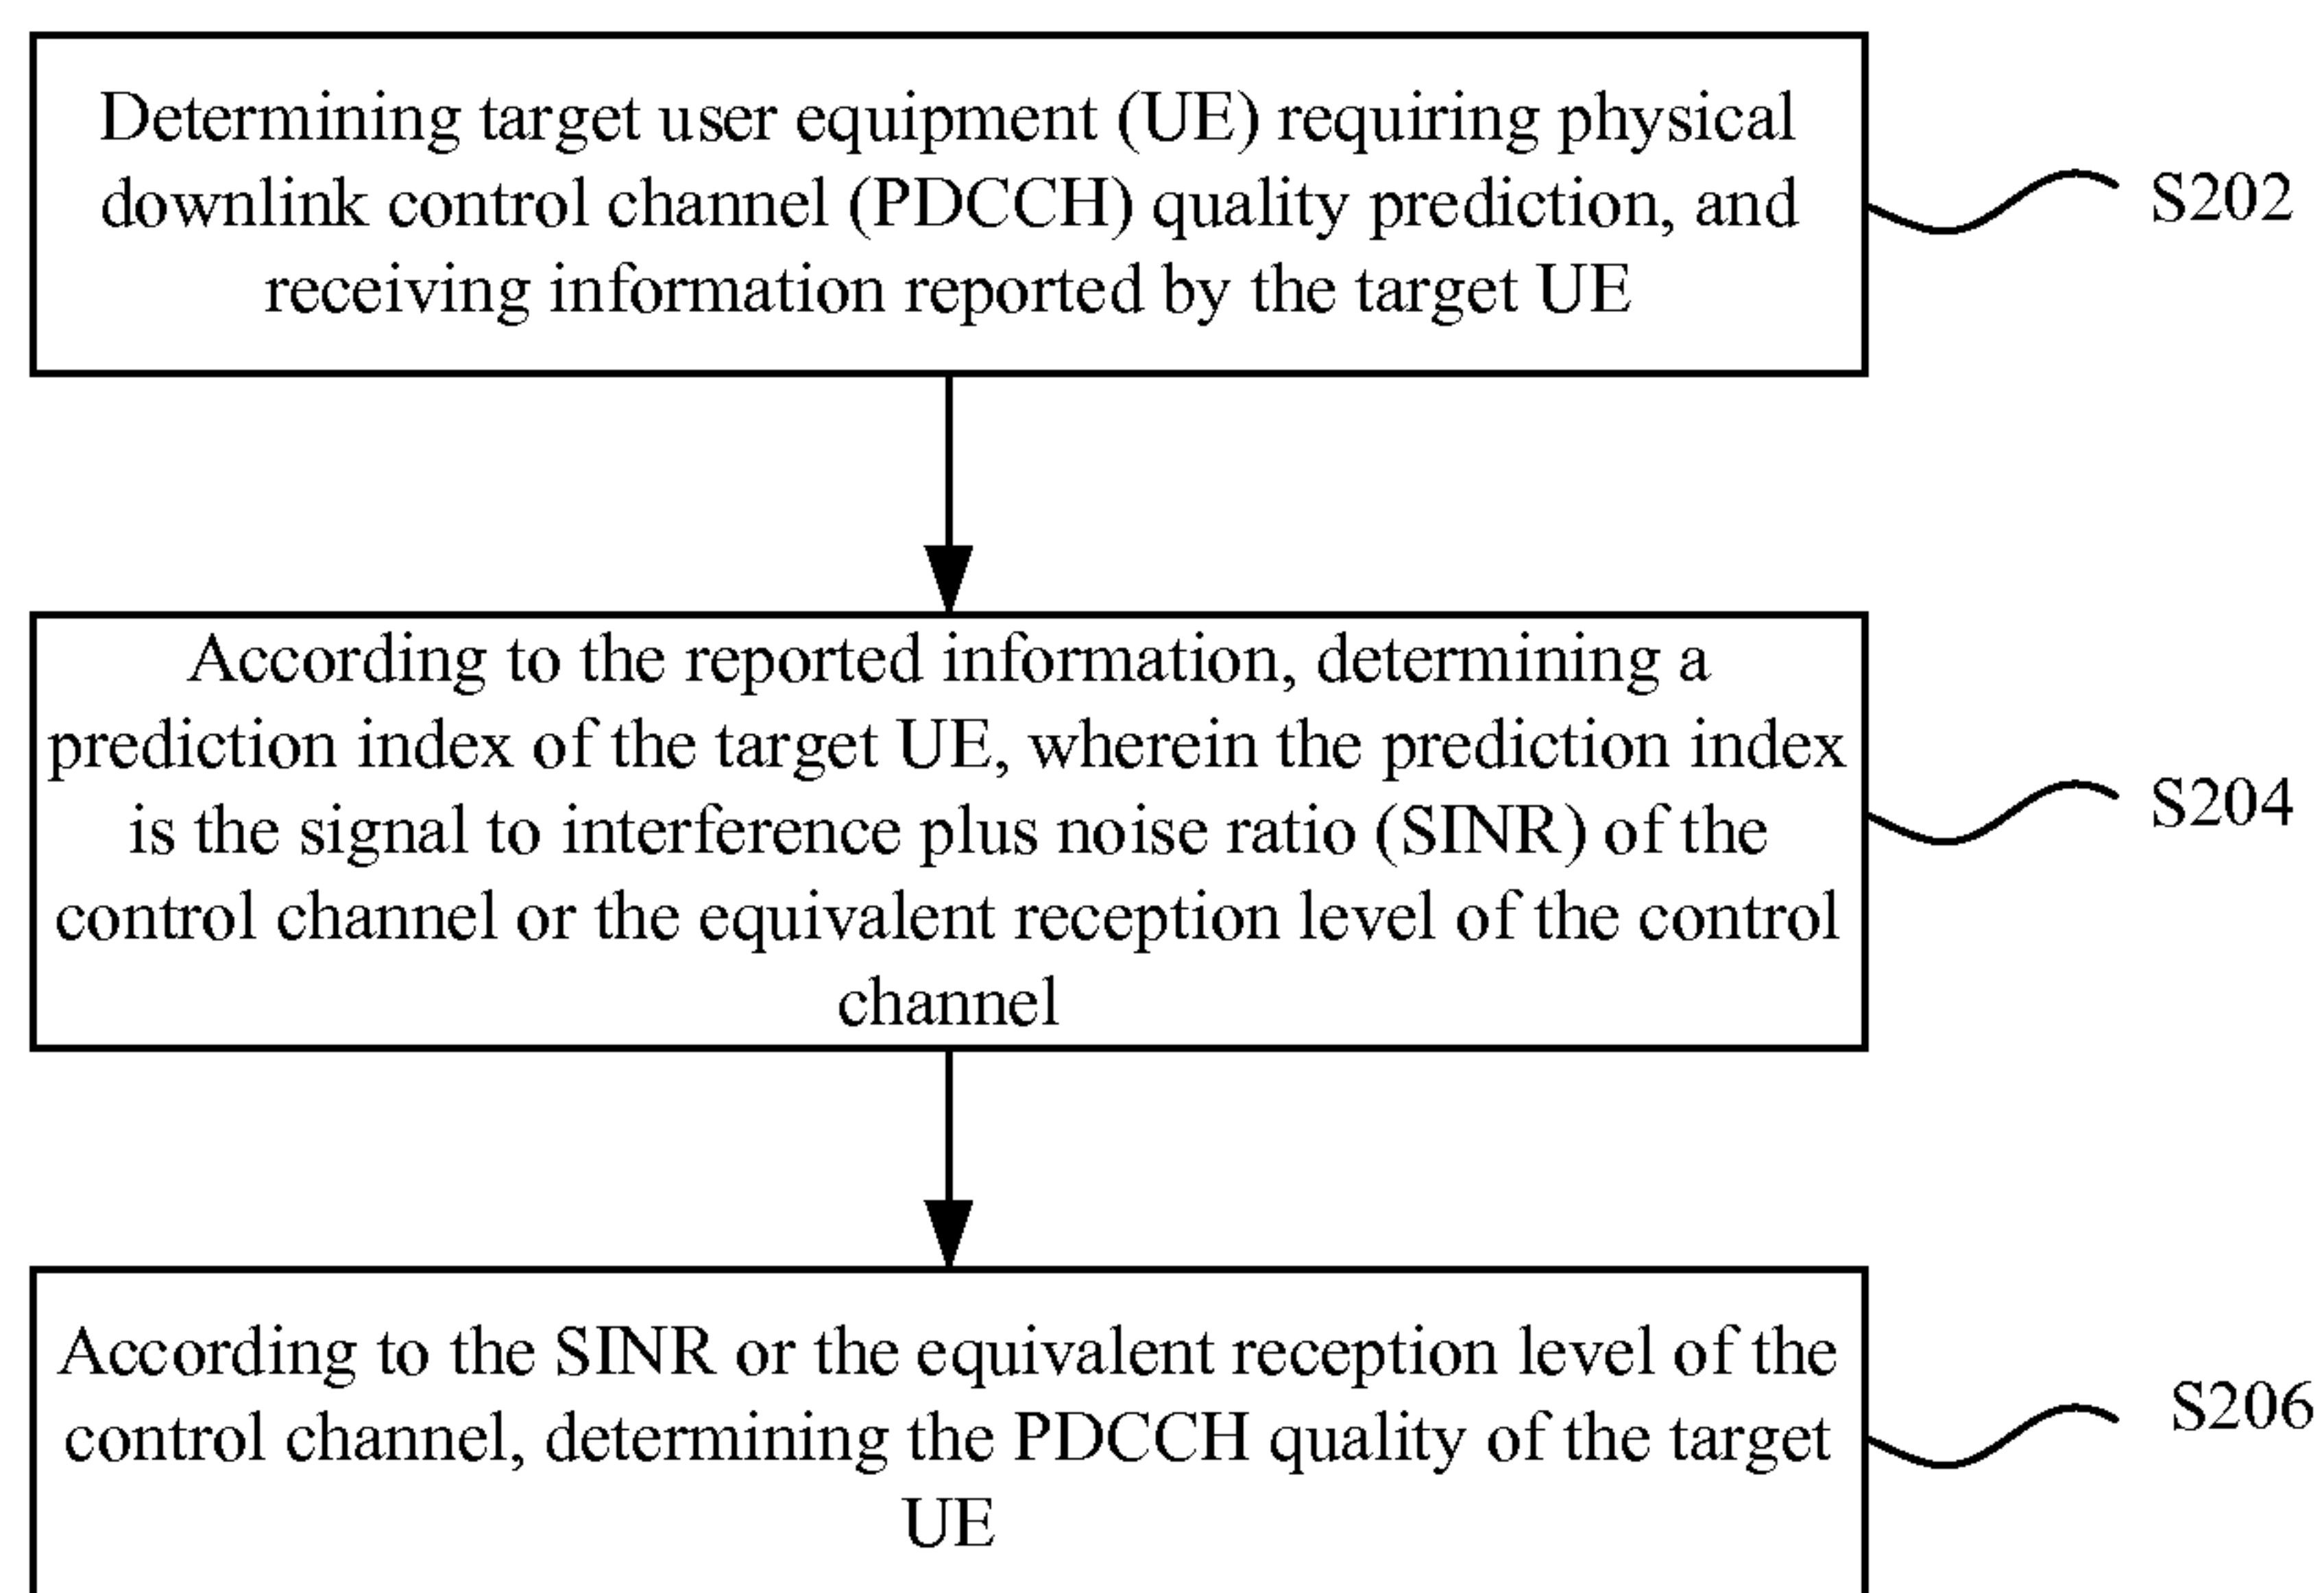 Determining target user equipment (UE) requiring physical
downlink control channel (PDCCH) quality prediction, and
receiving information reported by the target UE
S202
According to the reported information, determining a
prediction index of the target UE, wherein the prediction index
is the signal to interference plus noise ratio (SINR) of the
control channel or the equivalent reception level of the control
channel
S204
According to the SINR or the equivalent reception level of the
control channel, determining the PDCCH quality of the target
UE
S206